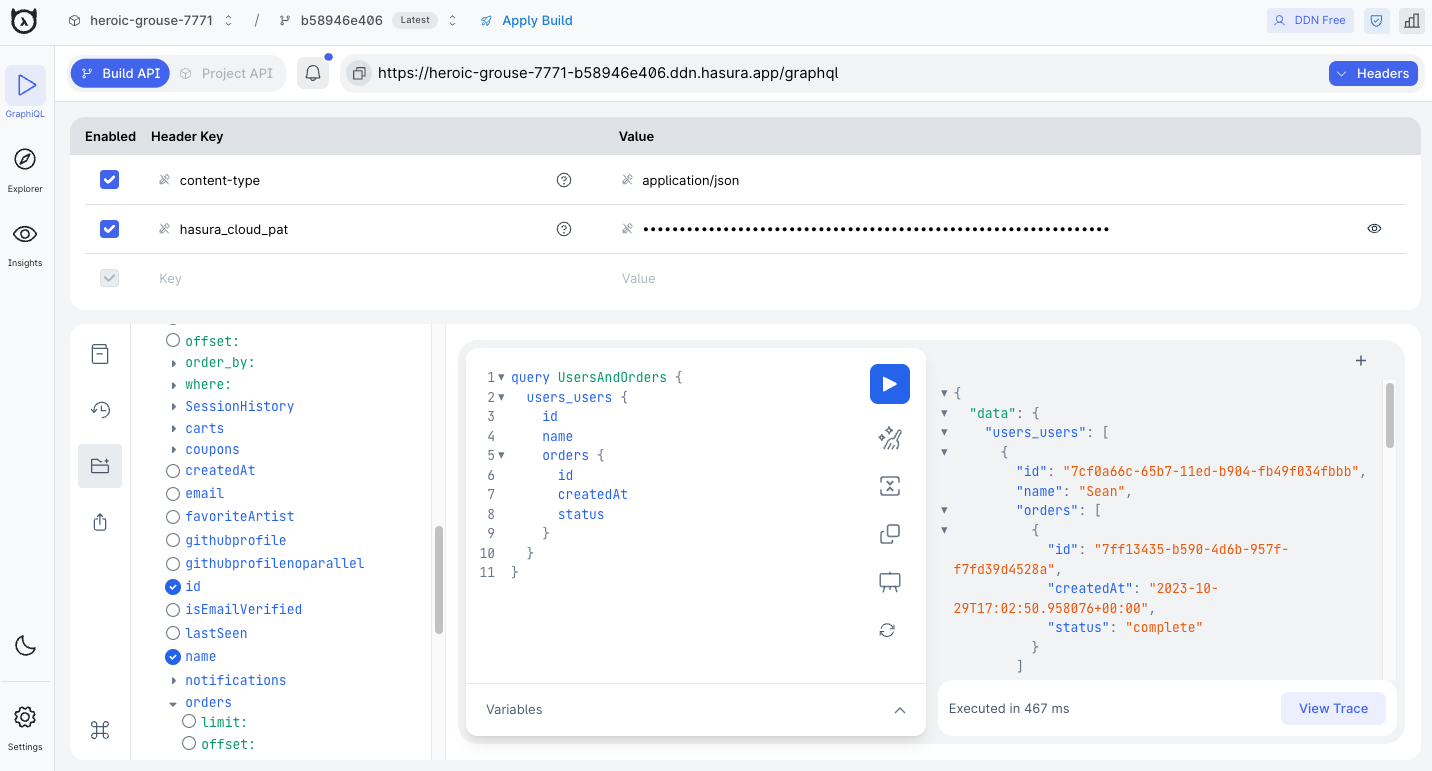 heroic-grouse-7771 / b58946e406 Latest Apply Build DDN Free
Build API Project API https://heroic-grouse-7771-b58946e406.ddn.hasura.app/graphql Headers
GraphiQL
Explorer
Insights
Settings
Enabled Header Key Value
content-type application/json
hasura_cloud_pat ••••••••••••••••••••••••••••••••••••••••••••••••••••••••••••••••
Key Value
offset:
order_by:
where:
SessionHistory
carts
coupons
createdAt
email
favoriteArtist
githubprofile
githubprofilenoparallel
id
isEmailVerified
lastSeen
name
notifications
orders
limit:
offset:
1 query UsersAndOrders {
2 users_users {
3 id
4 name
5 orders {
6 id
7 createdAt
8 status
9 }
10 }
11 }
Variables
{
"data": {
"users_users": [
{
"id": "7cf0a66c-65b7-11ed-b904-fb49f034fbbb",
"name": "Sean",
"orders": [
{
"id": "7ff13435-b590-4d6b-957f-
f7fd39d4528a",
"createdAt": "2023-10-
29T17:02:50.958076+00:00",
"status": "complete"
}
]
Executed in 467 ms View Trace